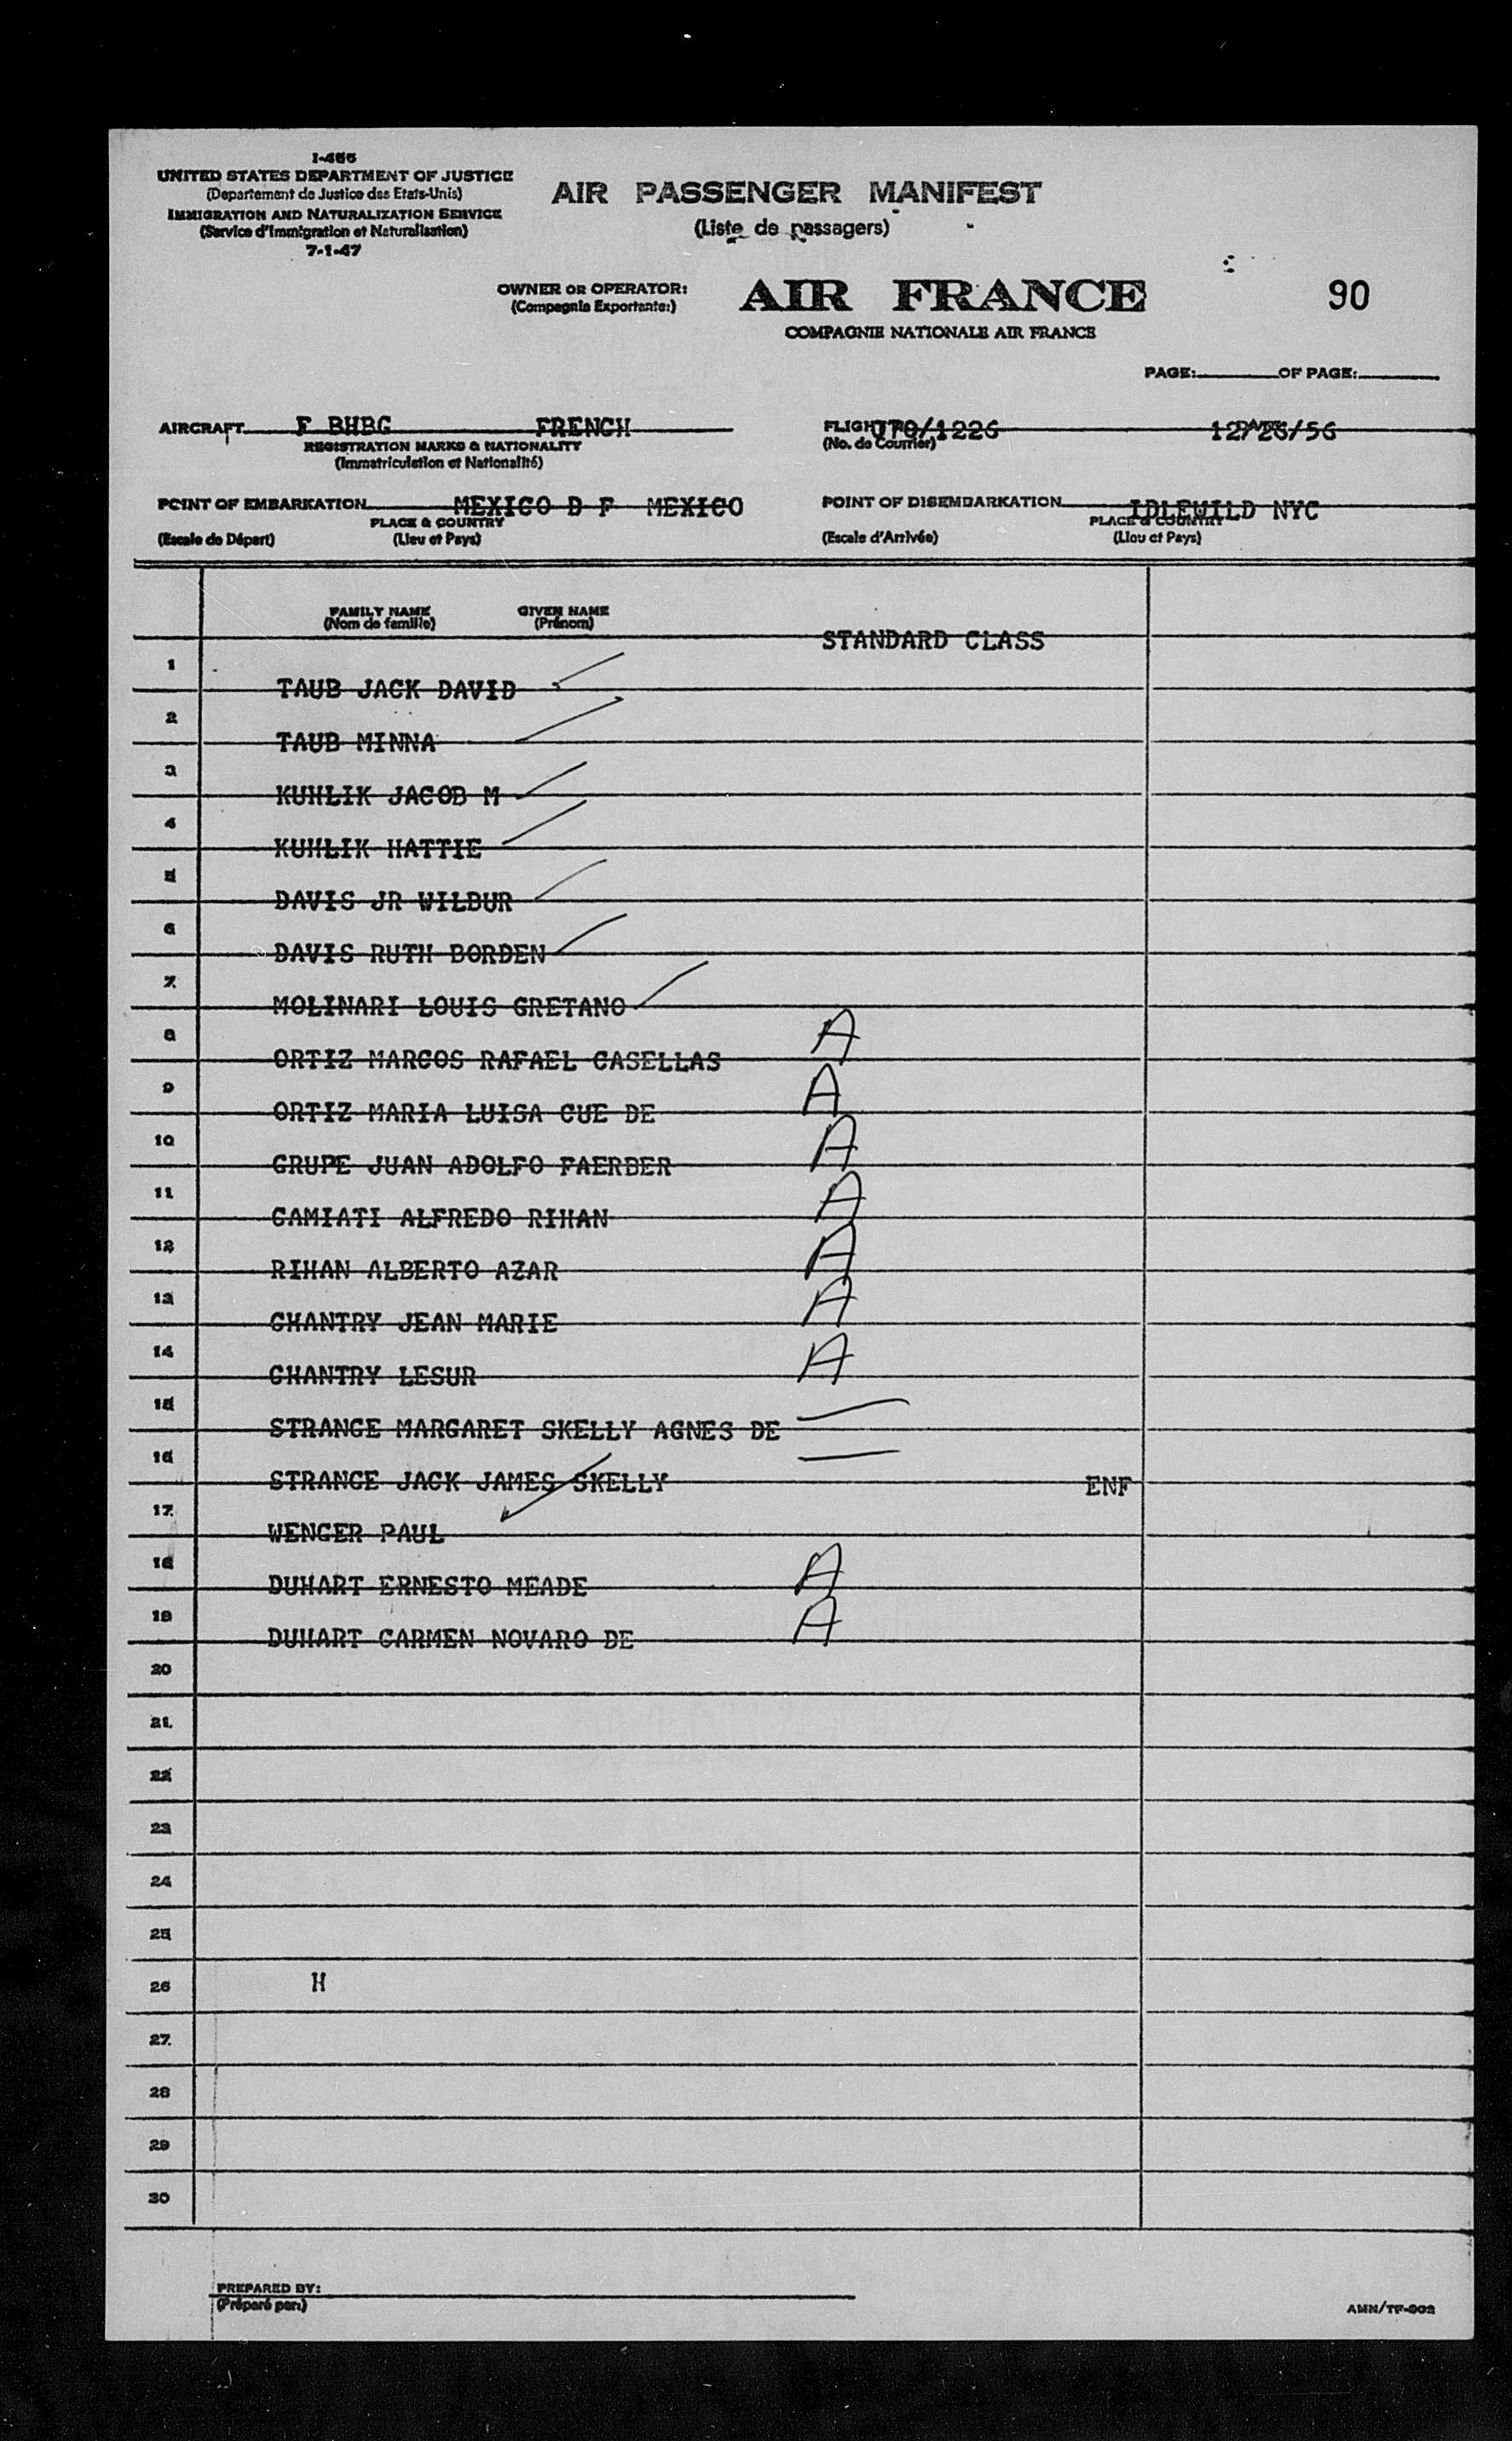 I-466
UNITED STATES DEPARTMENT OF JUSTICE
(Departement de Justice des Etats-Unis)
IMMIGRATION AND NATURALIZATION SERVICE
(Service d'Immigration et Naturalisation)
7-1-47
AIR PASSENGER MANIFEST
(Liste de passagers)
OWNER OR OPERATOR: AIR FRANCE 90
(Compagnie Exportante:)
COMPAGNIE NATIONALE AIR FRANCE
PAGE: OF PAGE:
AIRCRAFT F BHBG FRENCH FLIGHT 070/1226 12/26/56
REGISTRATION MARKS & NATIONALITY (No. de Courrier)
(Immatriculation et Nationalité)
POINT OF EMBARKATION MEXICO D F MEXICO POINT OF DISEMBARKATION IDLEWILD NYC
PLACE & COUNTRY PLACE & COUNTRY
(Escale de Départ) (Lieu et Pays) (Escale d'Arrivée) (Lieu et Pays)
FAMILY NAME GIVEN NAME
(Nom de famille) (Prénom)
STANDARD CLASS
1 TAUB JACK DAVID
2 TAUB MINNA
3 KUHLIK JACOB M
4 KUHLIK HATTIE
5 DAVIS JR WILBUR
6 DAVIS RUTH BORDEN
7. MOLINARI LOUIS GRETANO
8 ORTIZ MARCOS RAFAEL CASELLAS A
9 ORTIZ MARIA LUISA CUE DE A
10 GRUPE JUAN ADOLFO FAERBER A
11 CAMIATI ALFREDO RIHAN A
12 RIHAN ALBERTO AZAR A
13 CHANTRY JEAN MARIE A
14 CHANTRY LESUR A
15 STRANGE MARGARET SKELLY AGNES DE
16 STRANGE JACK JAMES SKELLY ENF
17. WENGER PAUL
18 DUHART ERNESTO MEADE A
19 DUHART CARMEN NOVARO DE A
20
21.
22
23
24
25
26 H
27.
28
29
30
PREPARED BY:
(Préparé par:)
AMN/TF-902